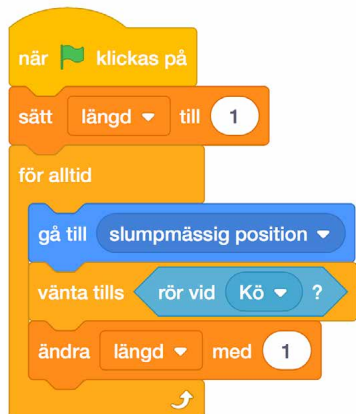 när klickas på
sätt längd till 1
för alltid
gå till slumpmässig position
vänta tills rör vid Kö ?
ändra längd med 1